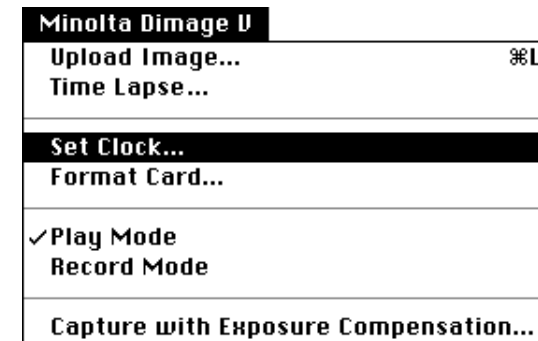 Minolta Dimage V
Upload Image... ⌘L
Time Lapse...
Set Clock...
Format Card...
✓Play Mode
Record Mode
Capture with Exposure Compensation...